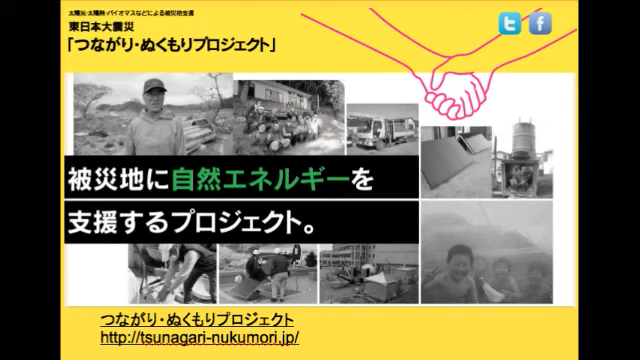 太陽光・太陽熱・バイオマスなどによる被災地支援
東日本大震災
「つながり・ぬくもりプロジェクト」
被災地に自然エネルギーを
支援するプロジェクト。
つながり・ぬくもりプロジェクト
http://tsunagari-nukumori.jp/